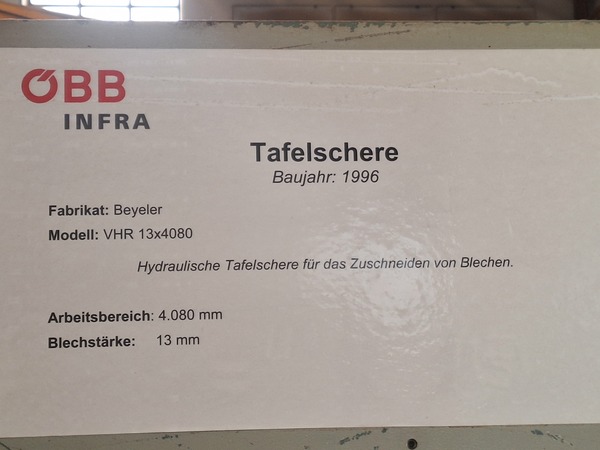 ÖBB
INFRA
Tafelschere
Baujahr: 1996
Fabrikat: Beyeler
Modell: VHR 13x4080
Hydraulische Tafelschere für das Zuschneiden von Blechen.
Arbeitsbereich: 4.080 mm
Blechstärke: 13 mm